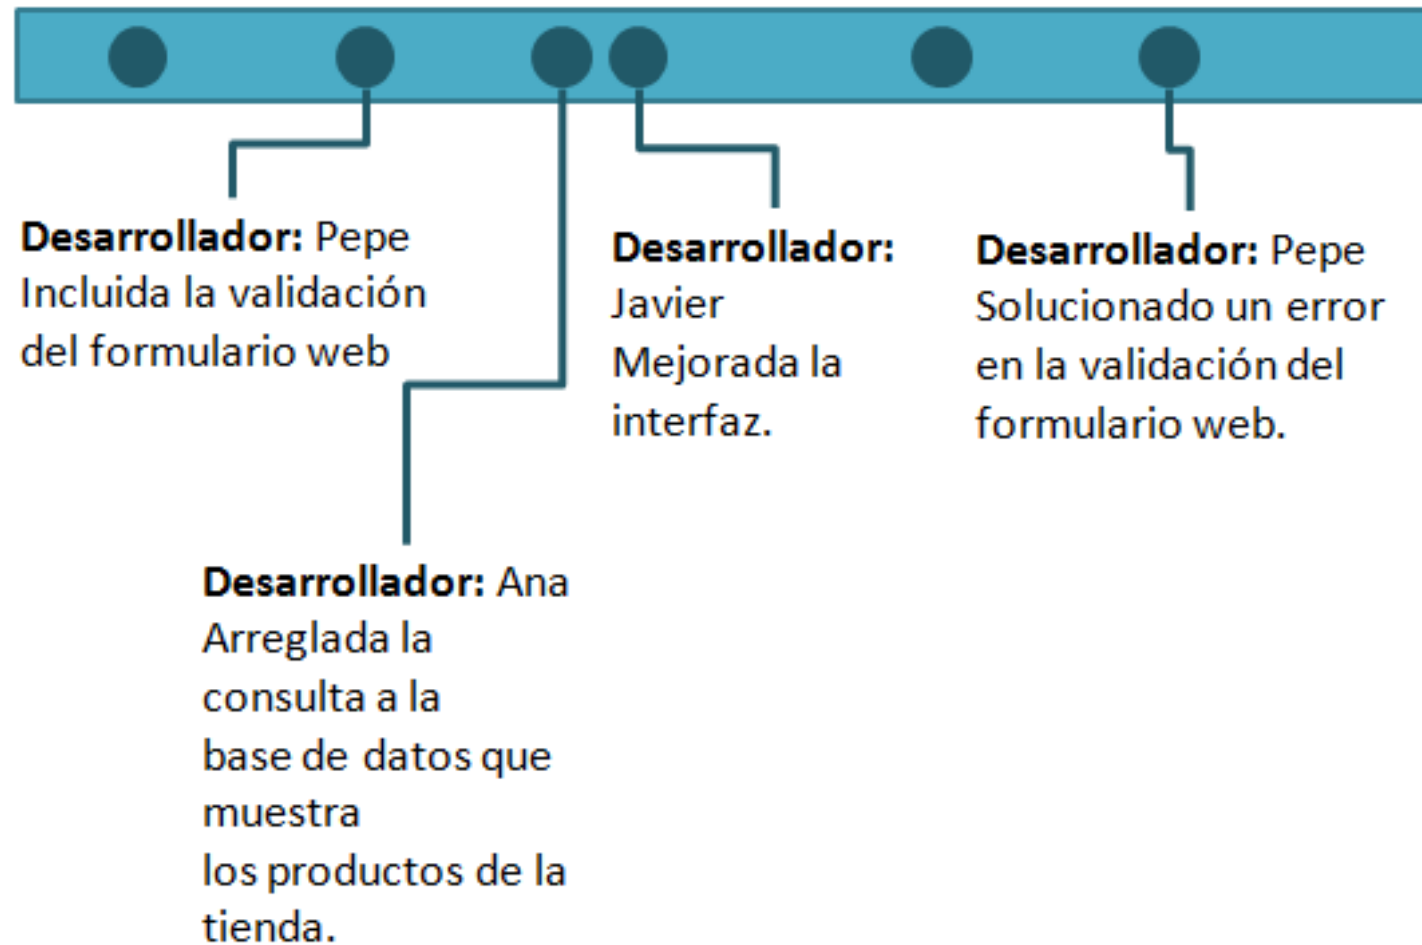 Desarrollador: Pepe
Incluida la validación
del formulario web
Desarrollador: Ana
Arreglada la
consulta a la
base de datos que
muestra
los productos de la
tienda.
Desarrollador:
Javier
Mejorada la
interfaz.
Desarrollador: Pepe
Solucionado un error
en la validación del
formulario web.